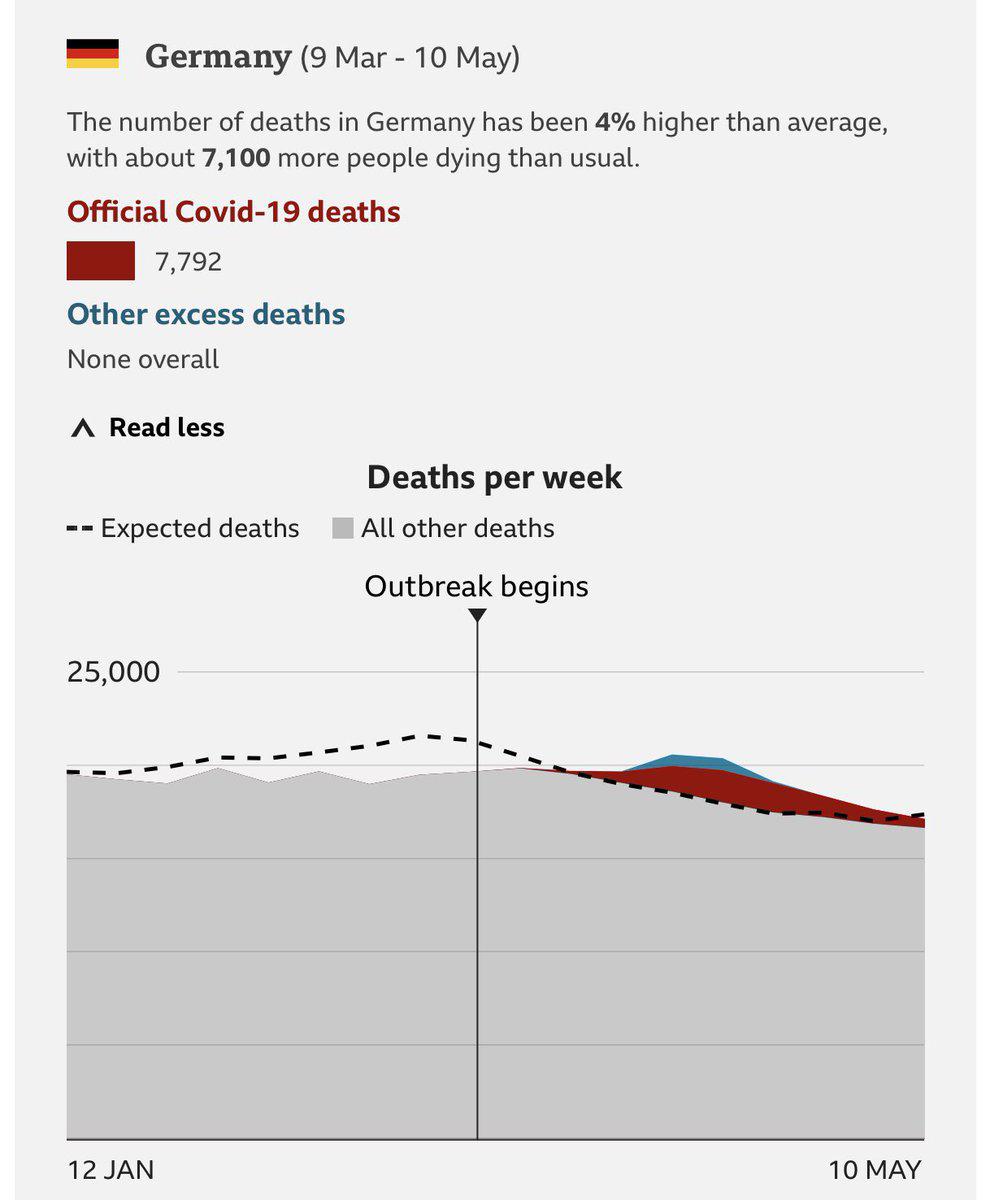 Germany (9 Mar - 10 May)
The number of deaths in Germany has been 4% higher than average,
with about 7,100 more people dying than usual.
Official Covid-19 deaths
7,792
Other excess deaths
None overall
Read less
Deaths per week
Expected deaths All other deaths
Outbreak begins
25,000
12 JAN 10 MAY